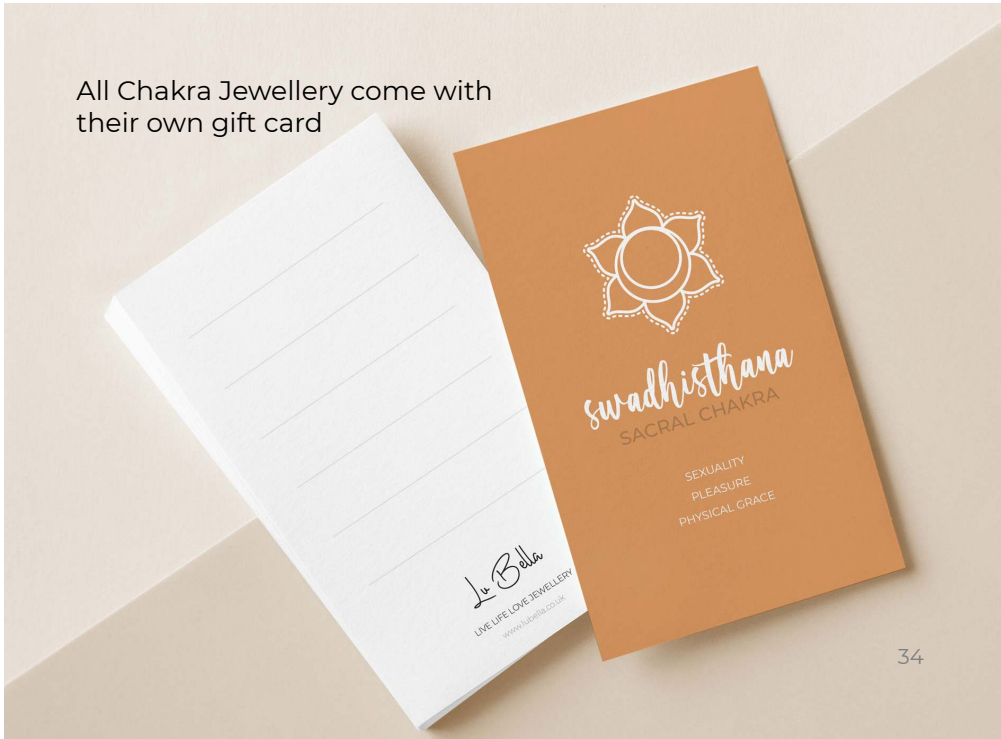 All Chakra Jewellery come with
their own gift card
swadhisthana
SACRAL CHAKRA
SEXUALITY
PLEASURE
PHYSICAL GRACE
Lu Bella
LIVE LIFE LOVE JEWELLERY
www.lubella.co.uk
34